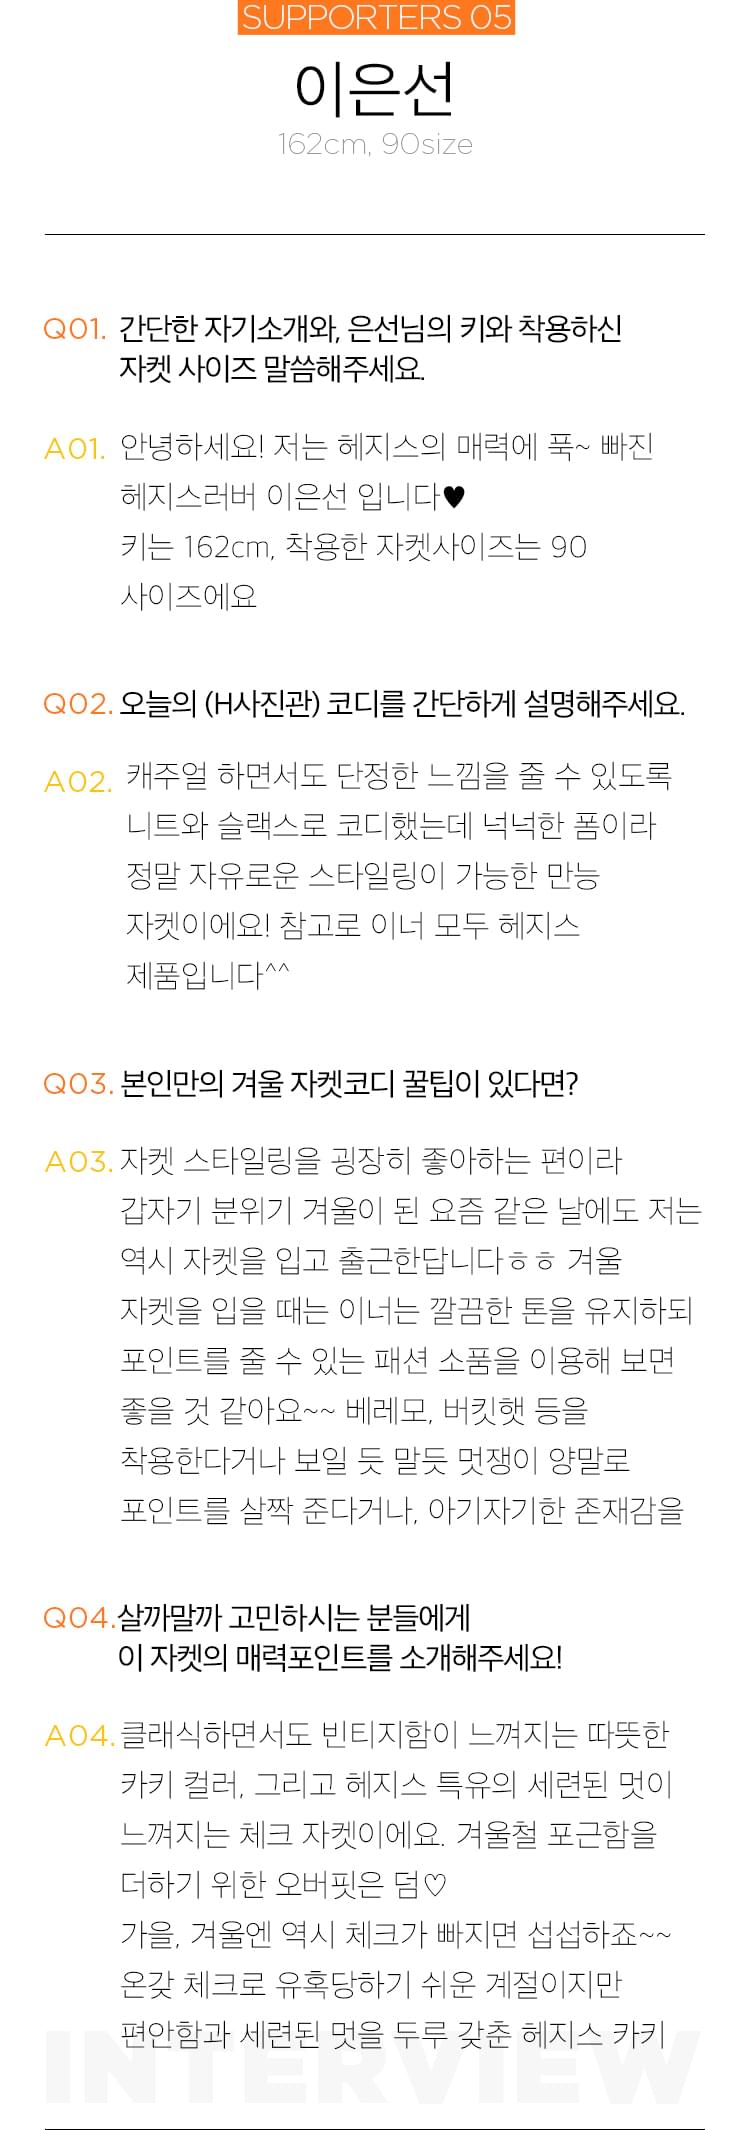 SUPPORTERS 05
이은선
162cm, 90size
Q01. 간단한 자기소개와, 은선님의 키와 착용하신
자켓 사이즈 말씀해주세요.
A01. 안녕하세요! 저는 헤지스의 매력에 푹~ 빠진
헤지스러버 이은선 입니다♥
키는 162cm, 착용한 자켓사이즈는 90
사이즈에요
Q02. 오늘의 (H사진관) 코디를 간단하게 설명해주세요.
A02. 캐주얼 하면서도 단정한 느낌을 줄 수 있도록
니트와 슬랙스로 코디했는데 넉넉한 폼이라
정말 자유로운 스타일링이 가능한 만능
자켓이에요! 참고로 이너 모두 헤지스
제품입니다^^
Q03. 본인만의 겨울 자켓코디 꿀팁이 있다면?
A03. 자켓 스타일링을 굉장히 좋아하는 편이라
갑자기 분위기 겨울이 된 요즘 같은 날에도 저는
역시 자켓을 입고 출근한답니다ㅎㅎ 겨울
자켓을 입을 때는 이너는 깔끔한 톤을 유지하되
포인트를 줄 수 있는 패션 소품을 이용해 보면
좋을 것 같아요~~ 베레모, 버킷햇 등을
착용한다거나 보일 듯 말듯 멋쟁이 양말로
포인트를 살짝 준다거나, 아기자기한 존재감을
Q04. 살까말까 고민하시는 분들에게
이 자켓의 매력포인트를 소개해주세요!
A04. 클래식하면서도 빈티지함이 느껴지는 따뜻한
카키 컬러, 그리고 헤지스 특유의 세련된 멋이
느껴지는 체크 자켓이에요. 겨울철 포근함을
더하기 위한 오버핏은 덤♡
가을, 겨울엔 역시 체크가 빠지면 섭섭하죠~~
온갖 체크로 유혹당하기 쉬운 계절이지만
편안함과 세련된 멋을 두루 갖춘 헤지스 카키
INTERVIEW